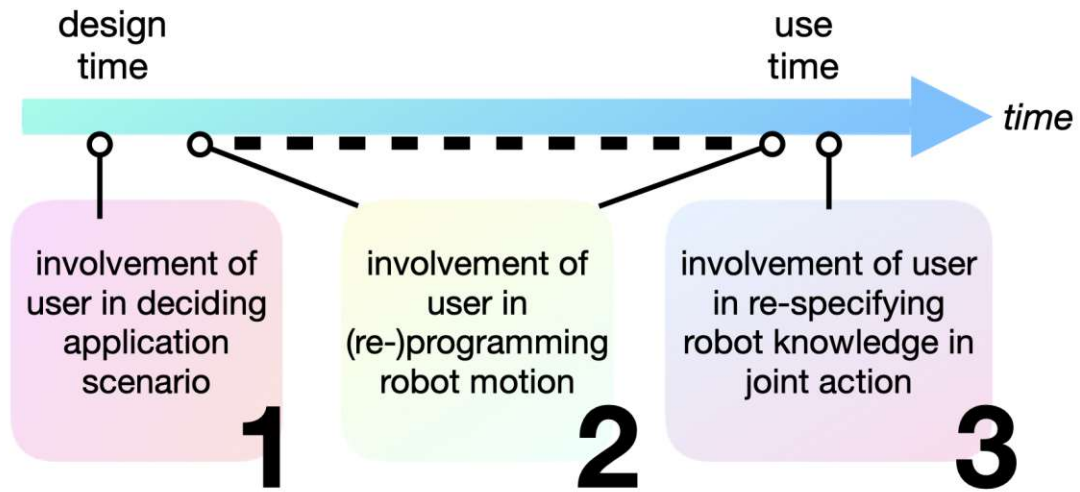 design
time
use
time
time
involvement of
user in deciding
application
scenario
1
involvement of
user in
(re-)programming
robot motion
2
involvement of user
in re-specifying
robot knowledge in
joint action
3